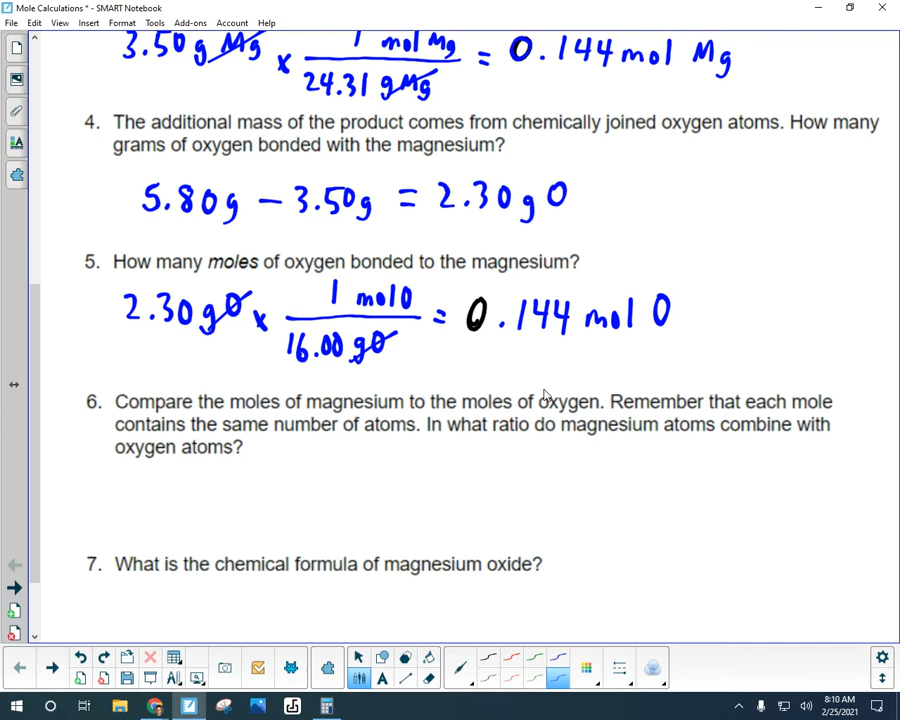 Mole Calculations * - SMART Notebook
File Edit View Insert Format Tools Add-ons Account Help
3.50 g Mg x 1 mol Mg / 24.31 g Mg = 0.144 mol Mg
4. The additional mass of the product comes from chemically joined oxygen atoms. How many
grams of oxygen bonded with the magnesium?
5.80g - 3.50g = 2.30g O
5. How many moles of oxygen bonded to the magnesium?
2.30 g O x 1 mol O / 16.00 g O = 0.144 mol O
6. Compare the moles of magnesium to the moles of oxygen. Remember that each mole
contains the same number of atoms. In what ratio do magnesium atoms combine with
oxygen atoms?
7. What is the chemical formula of magnesium oxide?
8:10 AM
2/25/2021